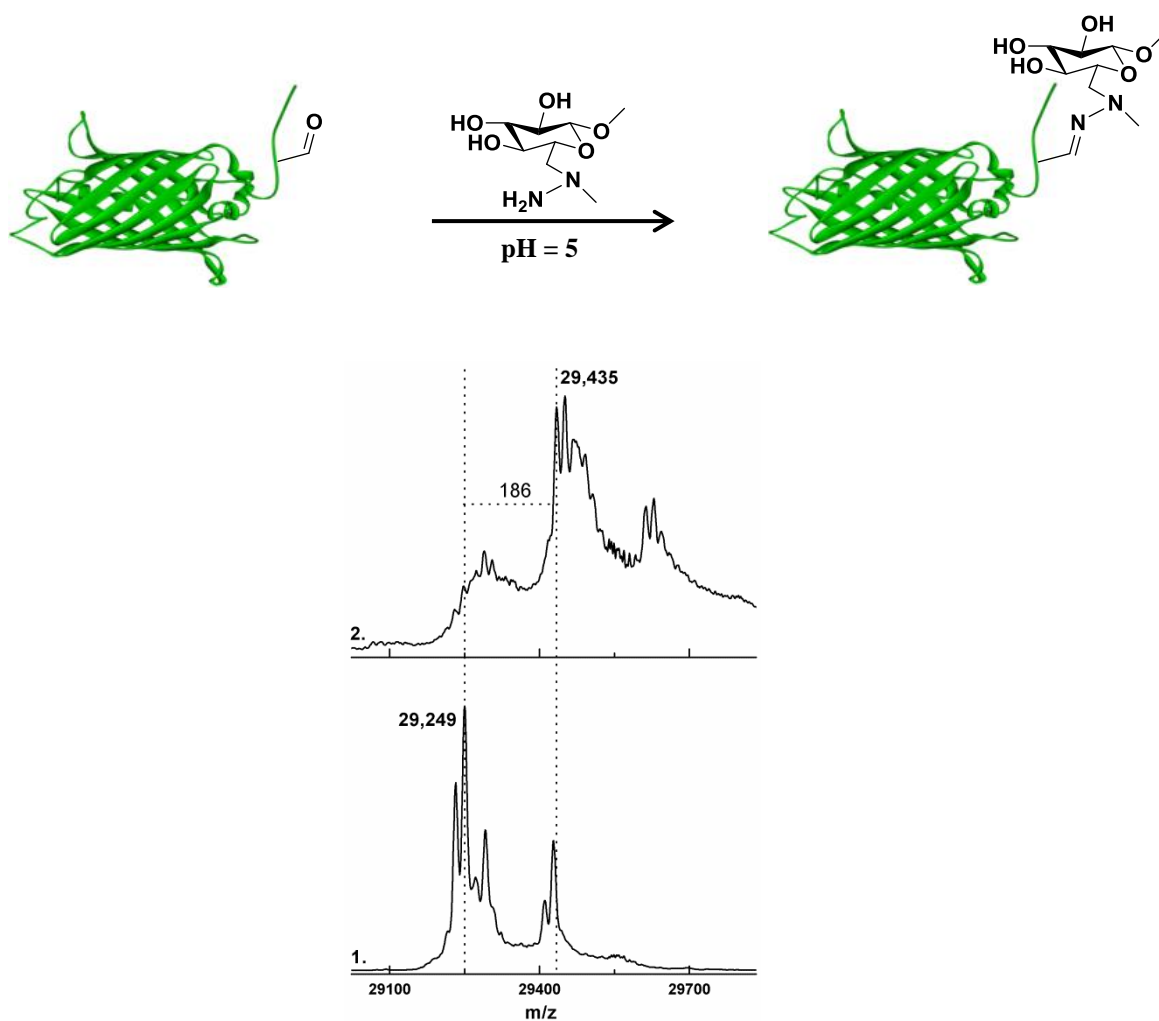 O
OH
HO
HO
O
O
N
H2N
pH = 5
OH
HO
HO
O
O
N
N
29,435
186
2.
29,249
1.
29100 29400 29700
m/z